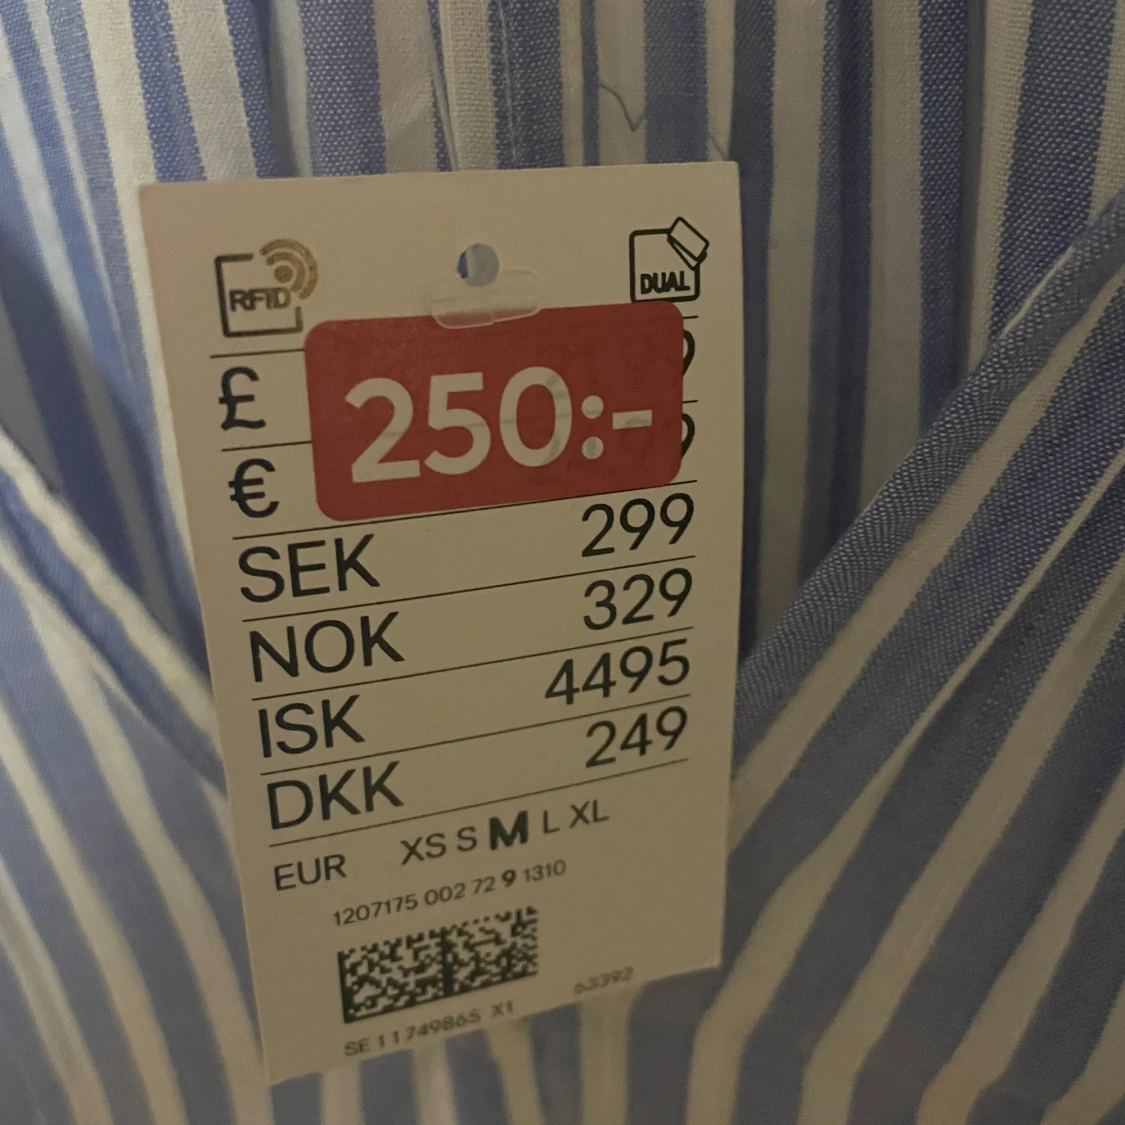 RFID
DUAL
£
250:-
€
SEK 299
NOK 329
ISK 4495
DKK 249
EUR XS S M L XL
1207175 002 72 9 1310
SE 11749865 X1 63392